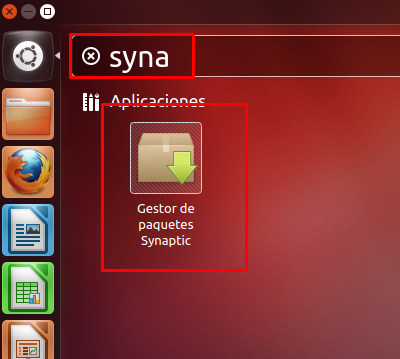 syna
Aplicaciones
Gestor de
paquetes
Synaptic